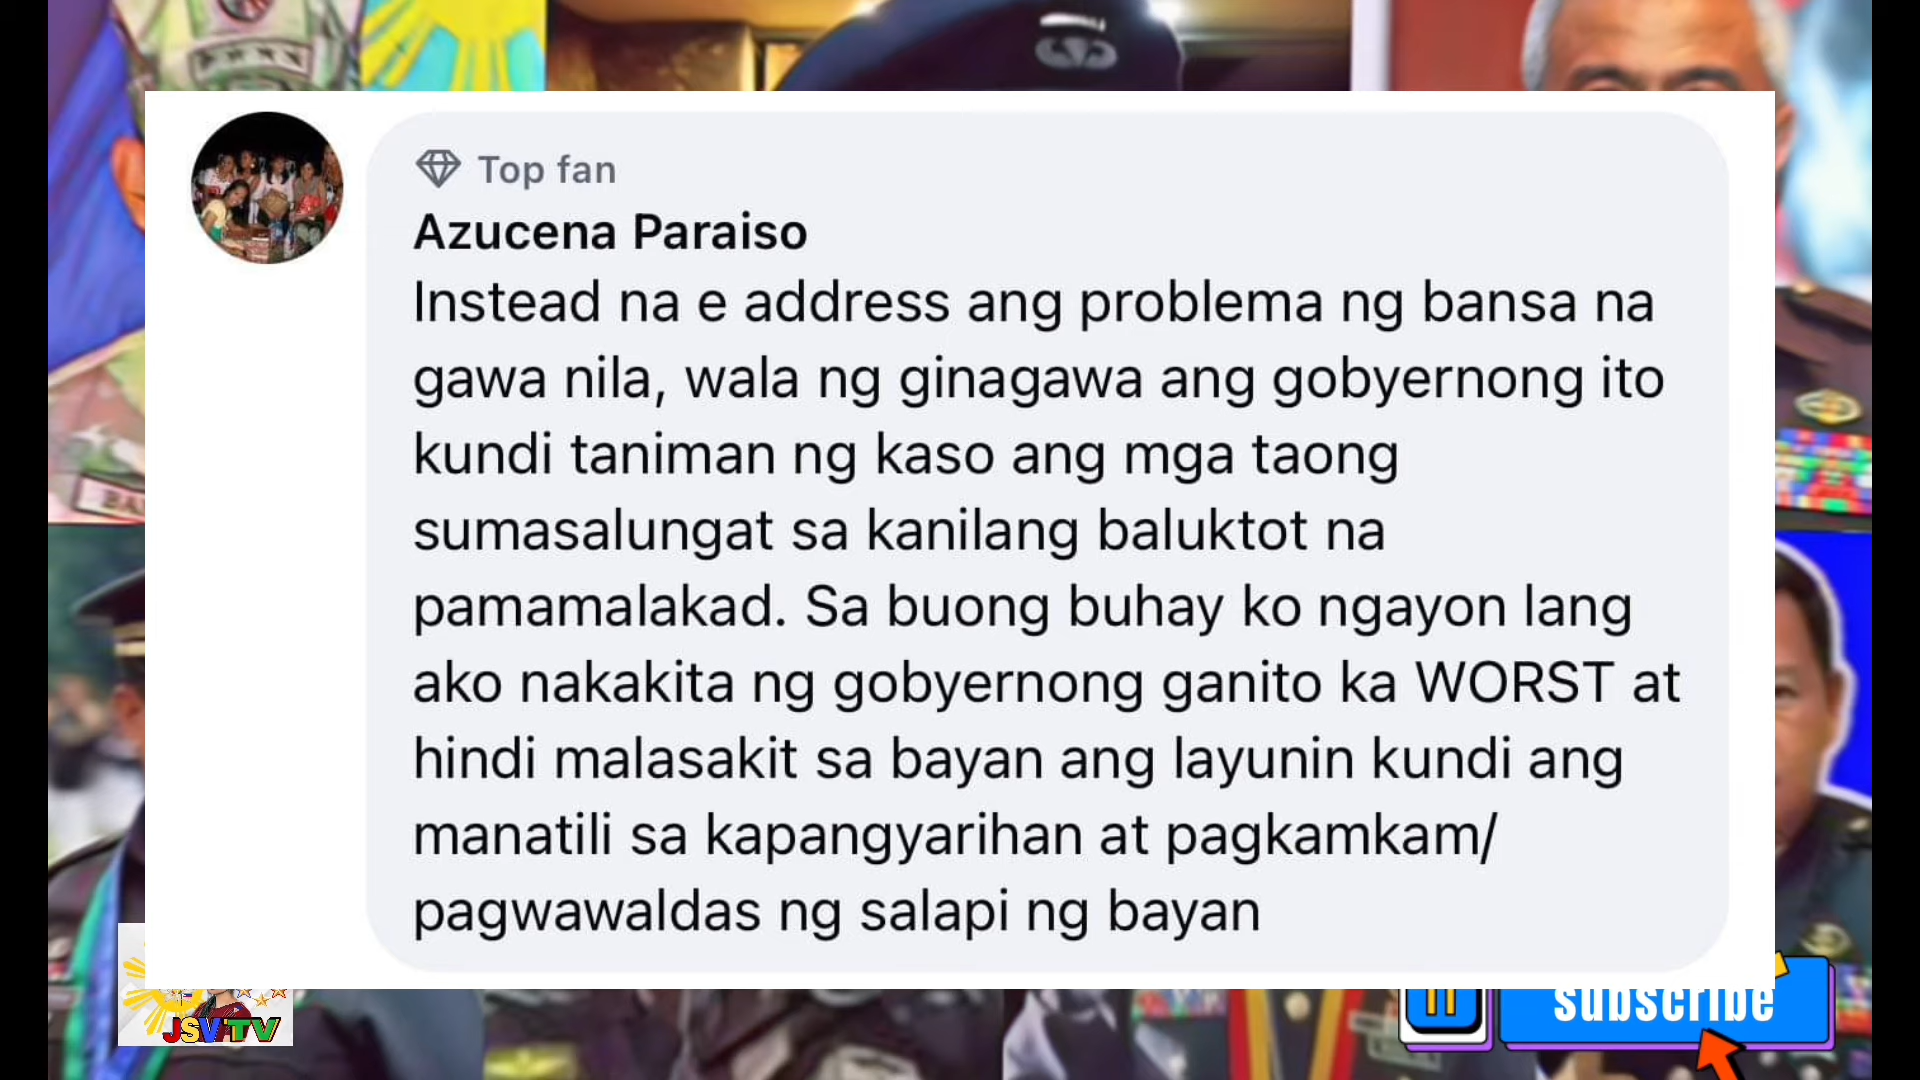 Top fan
Azucena Paraiso
Instead na e address ang problema ng bansa na
gawa nila, wala ng ginagawa ang gobyernong ito
kundi taniman ng kaso ang mga taong
sumasalungat sa kanilang baluktot na
pamamalakad. Sa buong buhay ko ngayon lang
ako nakakita ng gobyernong ganito ka WORST at
hindi malasakit sa bayan ang layunin kundi ang
manatili sa kapangyarihan at pagkamkam/
pagwawaldas ng salapi ng bayan
subscribe
JSV TV